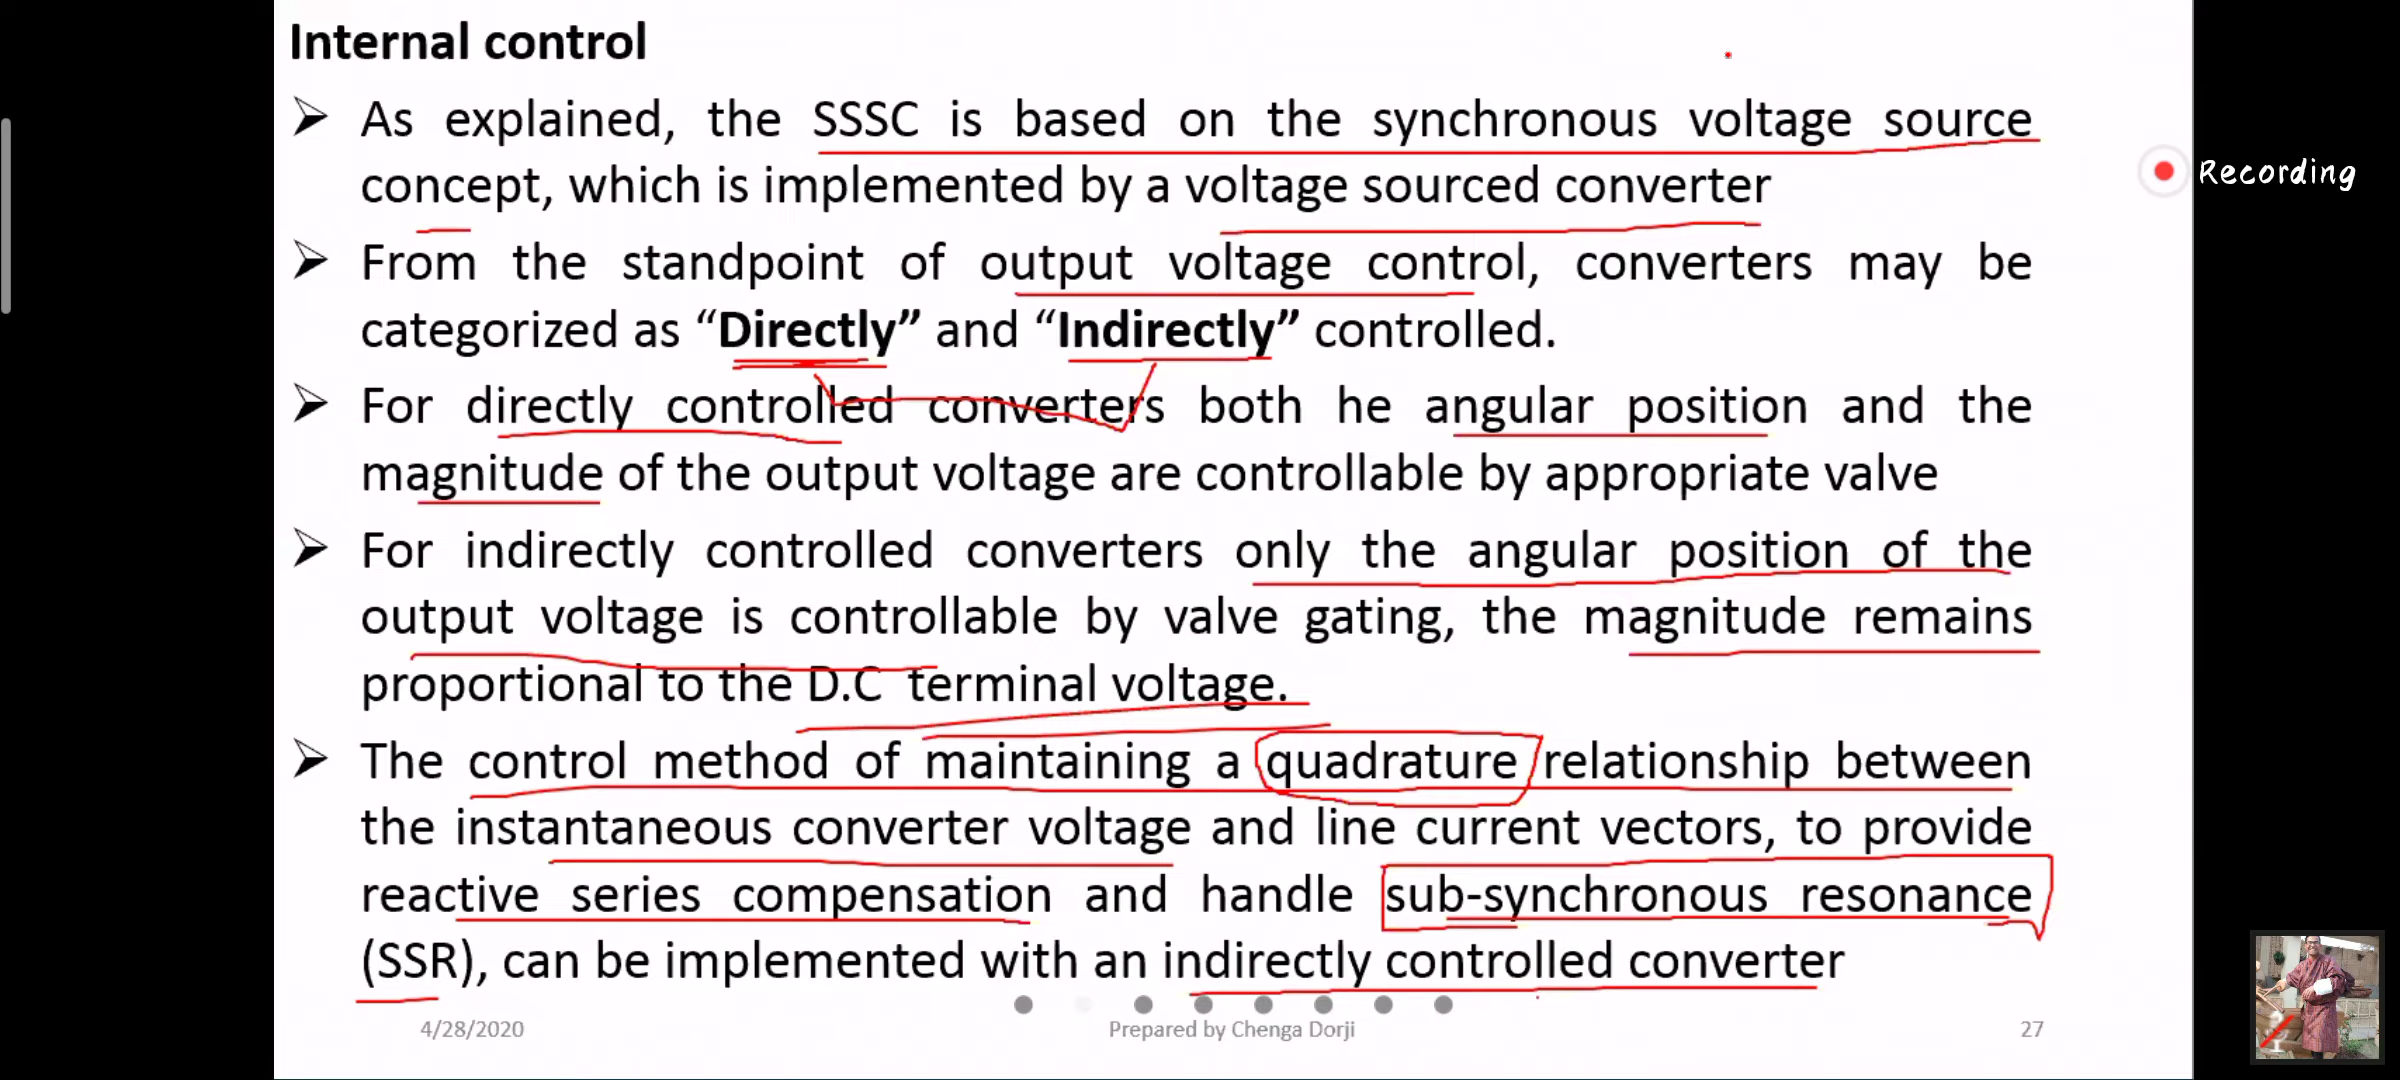 Internal control
➢ As explained, the SSSC is based on the synchronous voltage source
concept, which is implemented by a voltage sourced converter
➢ From the standpoint of output voltage control, converters may be
categorized as “Directly” and “Indirectly” controlled.
➢ For directly controlled converters both he angular position and the
magnitude of the output voltage are controllable by appropriate valve
➢ For indirectly controlled converters only the angular position of the
output voltage is controllable by valve gating, the magnitude remains
proportional to the D.C terminal voltage.
➢ The control method of maintaining a quadrature relationship between
the instantaneous converter voltage and line current vectors, to provide
reactive series compensation and handle sub-synchronous resonance
(SSR), can be implemented with an indirectly controlled converter
4/28/2020
Prepared by Chenga Dorji
27
Recording